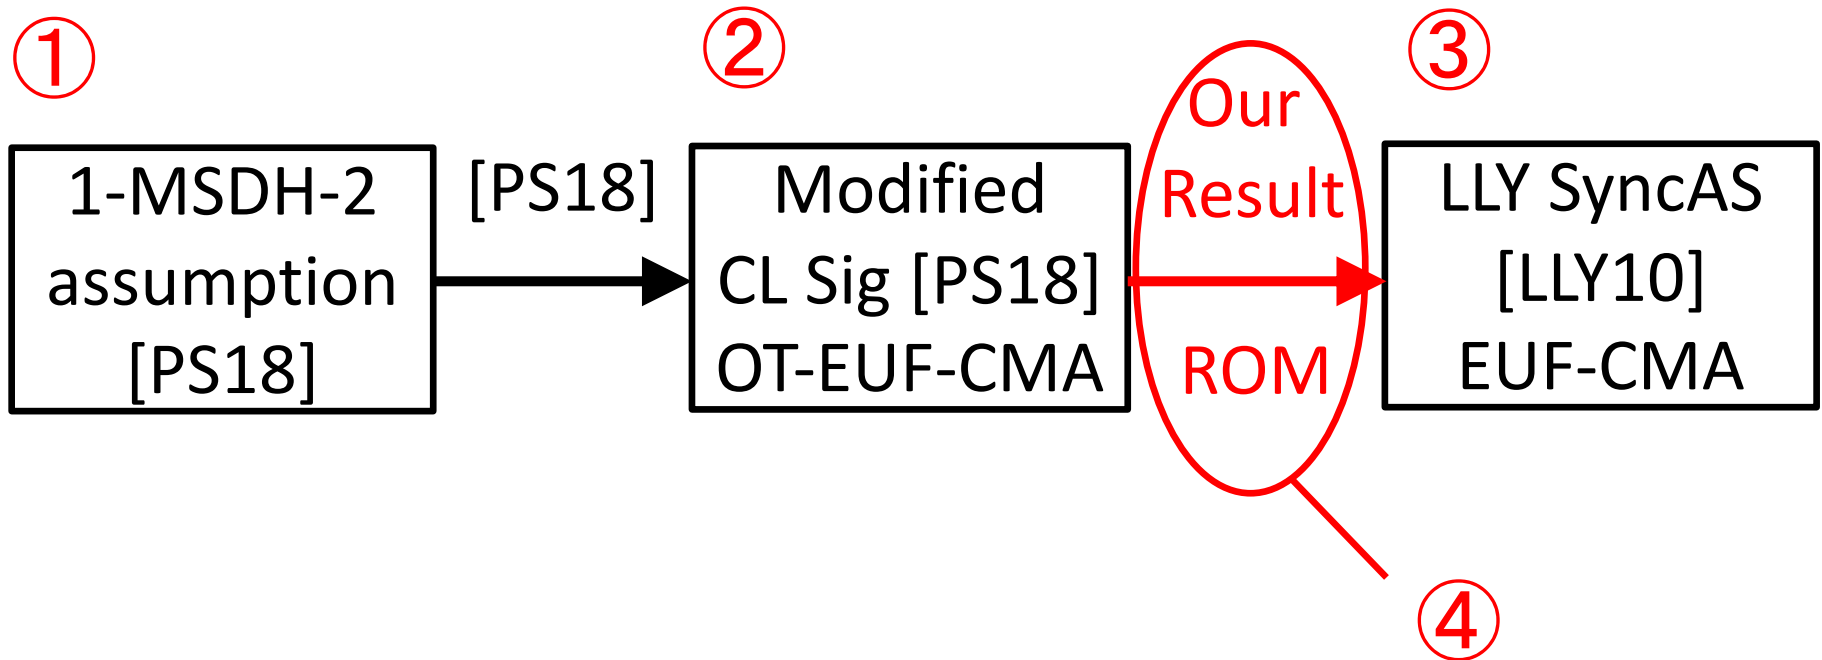 ①
②
③
1-MSDH-2
assumption
[PS18]
[PS18]
Modified
CL Sig [PS18]
OT-EUF-CMA
Our
Result
ROM
LLY SyncAS
[LLY10]
EUF-CMA
④